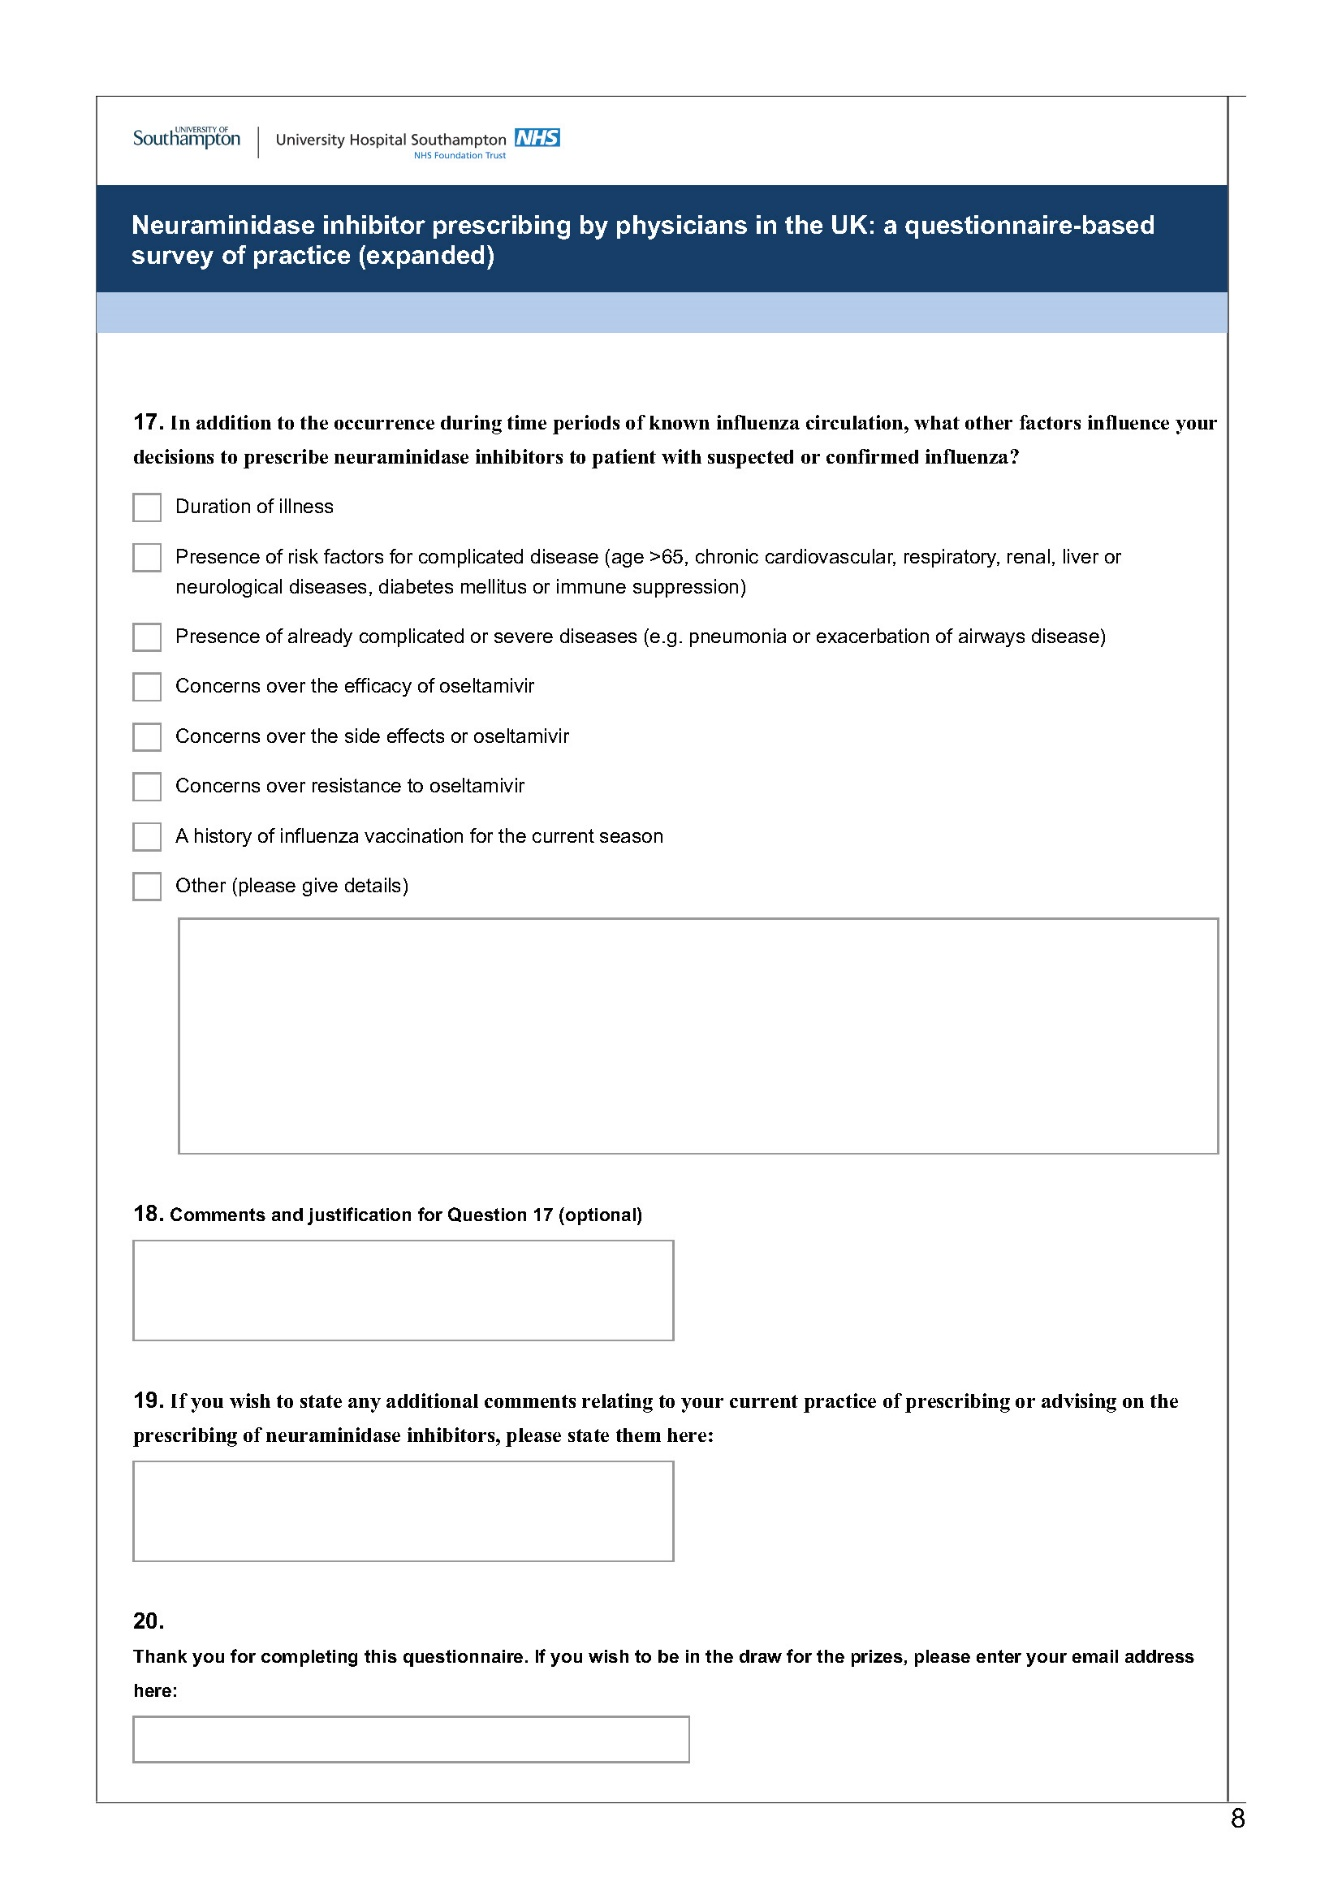 UNIVERSITY OF
Southampton
University Hospital Southampton NHS
NHS Foundation Trust
Neuraminidase inhibitor prescribing by physicians in the UK: a questionnaire-based
survey of practice (expanded)
17. In addition to the occurrence during time periods of known influenza circulation, what other factors influence your
decisions to prescribe neuraminidase inhibitors to patient with suspected or confirmed influenza?
Duration of illness
Presence of risk factors for complicated disease (age >65, chronic cardiovascular, respiratory, renal, liver or
neurological diseases, diabetes mellitus or immune suppression)
Presence of already complicated or severe diseases (e.g. pneumonia or exacerbation of airways disease)
Concerns over the efficacy of oseltamivir
Concerns over the side effects or oseltamivir
Concerns over resistance to oseltamivir
A history of influenza vaccination for the current season
Other (please give details)
18. Comments and justification for Question 17 (optional)
19. If you wish to state any additional comments relating to your current practice of prescribing or advising on the
prescribing of neuraminidase inhibitors, please state them here:
20.
Thank you for completing this questionnaire. If you wish to be in the draw for the prizes, please enter your email address
here:
8